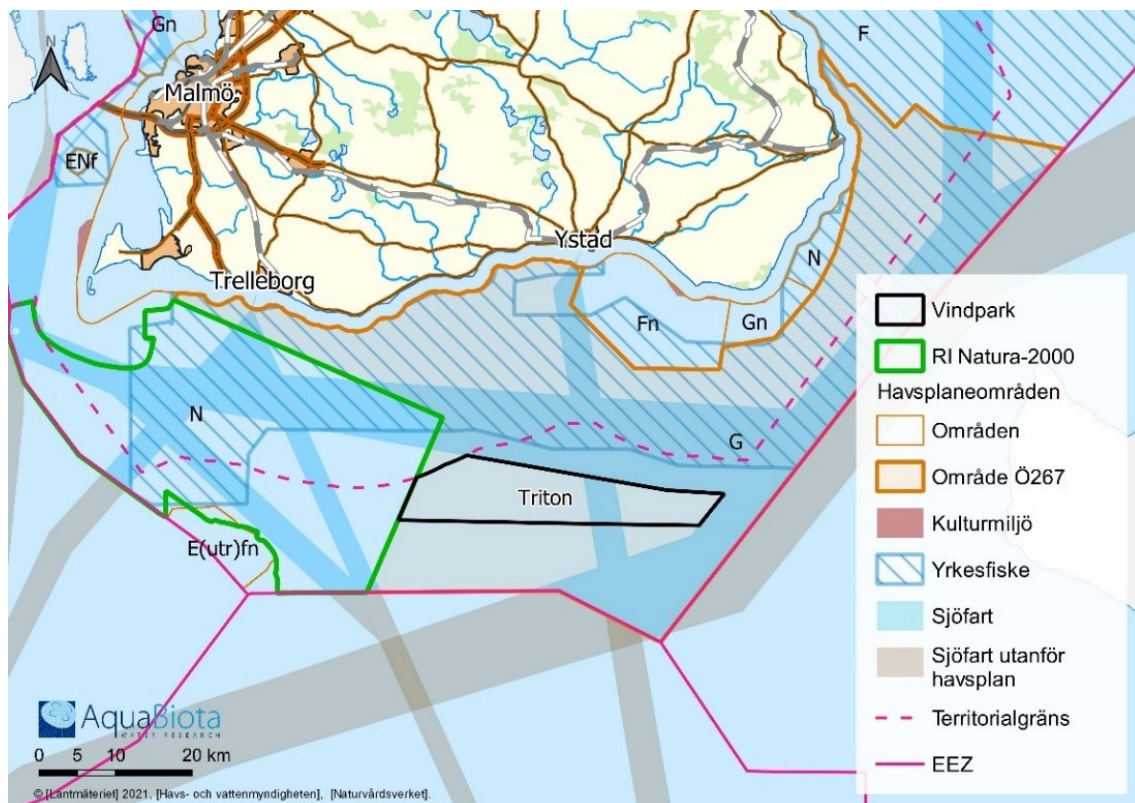 Gn
F
N
Malmö
ENf
Ystad
N
Trelleborg
Fn
Gn
N
G
Triton
E(utr)fn
Vindpark
RI Natura-2000
Havsplaneområden
Områden
Område Ö267
Kulturmiljö
Yrkesfiske
Sjöfart
Sjöfart utanför
havsplan
Territorialgräns
EEZ
AquaBiota
WATER RESEARCH
0 5 10 20 km
© [Lantmäteriet] 2021, [Havs- och vattenmyndigheten], [Naturvårdsverket].